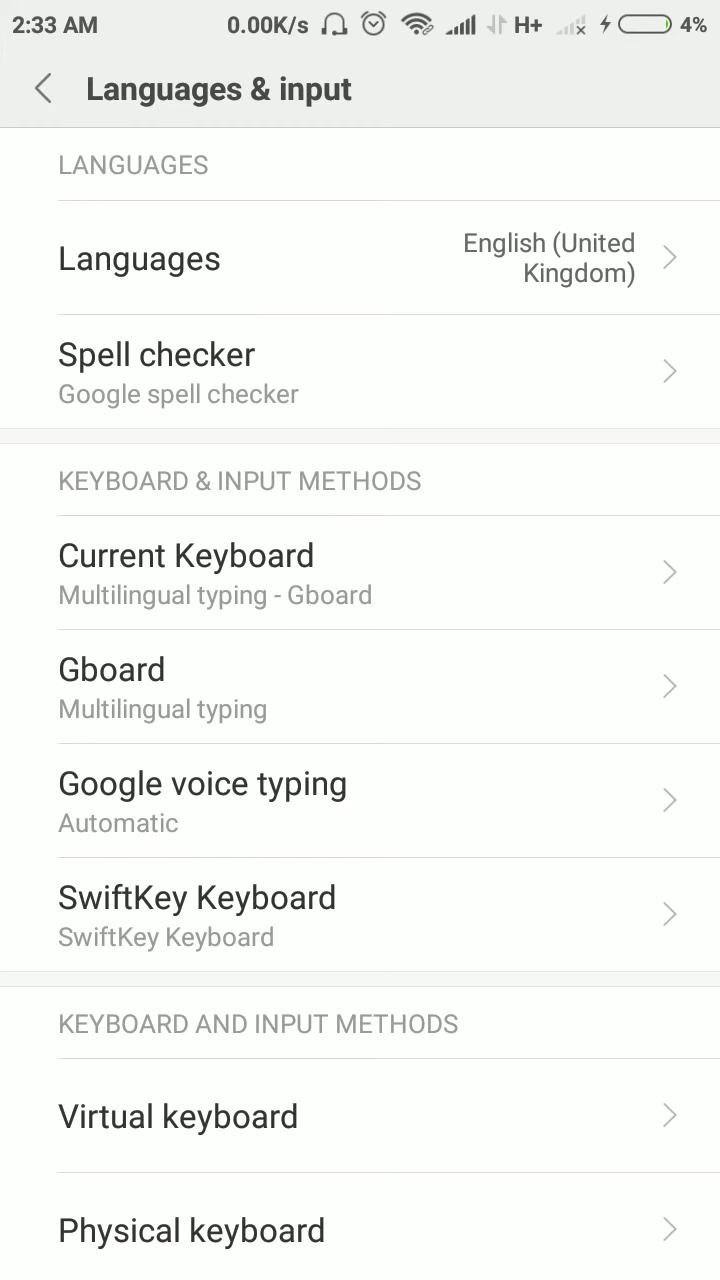 2:33 AM 0.00K/s H+ 4%
Languages & input
LANGUAGES
Languages
English (United
Kingdom)
Spell checker
Google spell checker
KEYBOARD & INPUT METHODS
Current Keyboard
Multilingual typing - Gboard
Gboard
Multilingual typing
Google voice typing
Automatic
SwiftKey Keyboard
SwiftKey Keyboard
KEYBOARD AND INPUT METHODS
Virtual keyboard
Physical keyboard